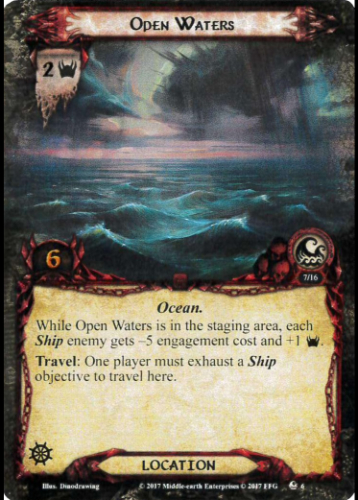 OPEN WATERS
2
6
7/16
Ocean.
While Open Waters is in the staging area, each
Ship enemy gets –5 engagement cost and +1
Travel: One player must exhaust a Ship
objective to travel here.
LOCATION
Illus. Dinodrawing © 2017 Middle-earth Enterprises © 2017 FFG 4